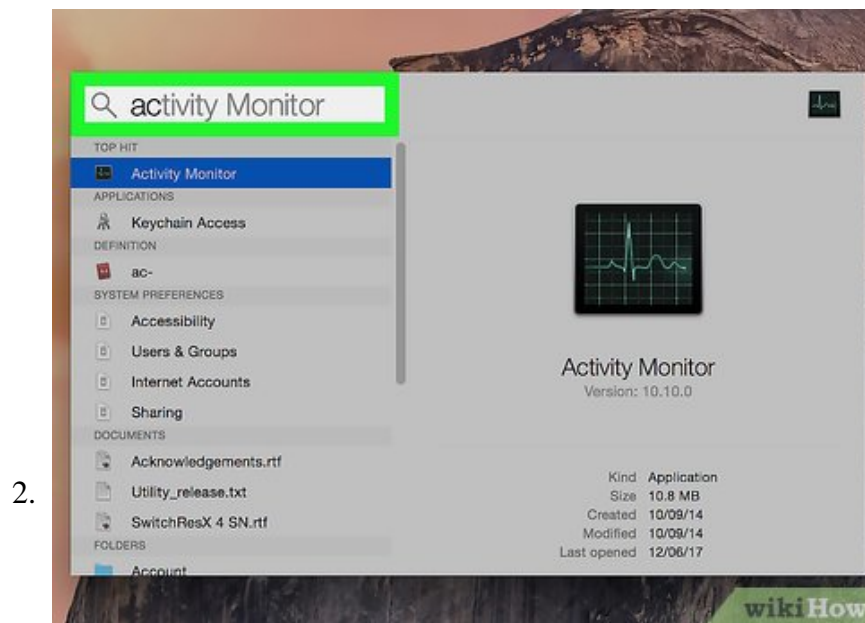 activity Monitor
TOP HIT
Activity Monitor
APPLICATIONS
Keychain Access
DEFINITION
ac-
SYSTEM PREFERENCES
Accessibility
Users & Groups
Internet Accounts
Sharing
DOCUMENTS
Acknowledgements.rtf
Utility_release.txt
SwitchResX 4 SN.rtf
FOLDERS
Account
Activity Monitor
Version: 10.10.0
Kind Application
Size 10.8 MB
Created 10/09/14
Modified 10/09/14
Last opened 12/06/17
2.
wikiHow